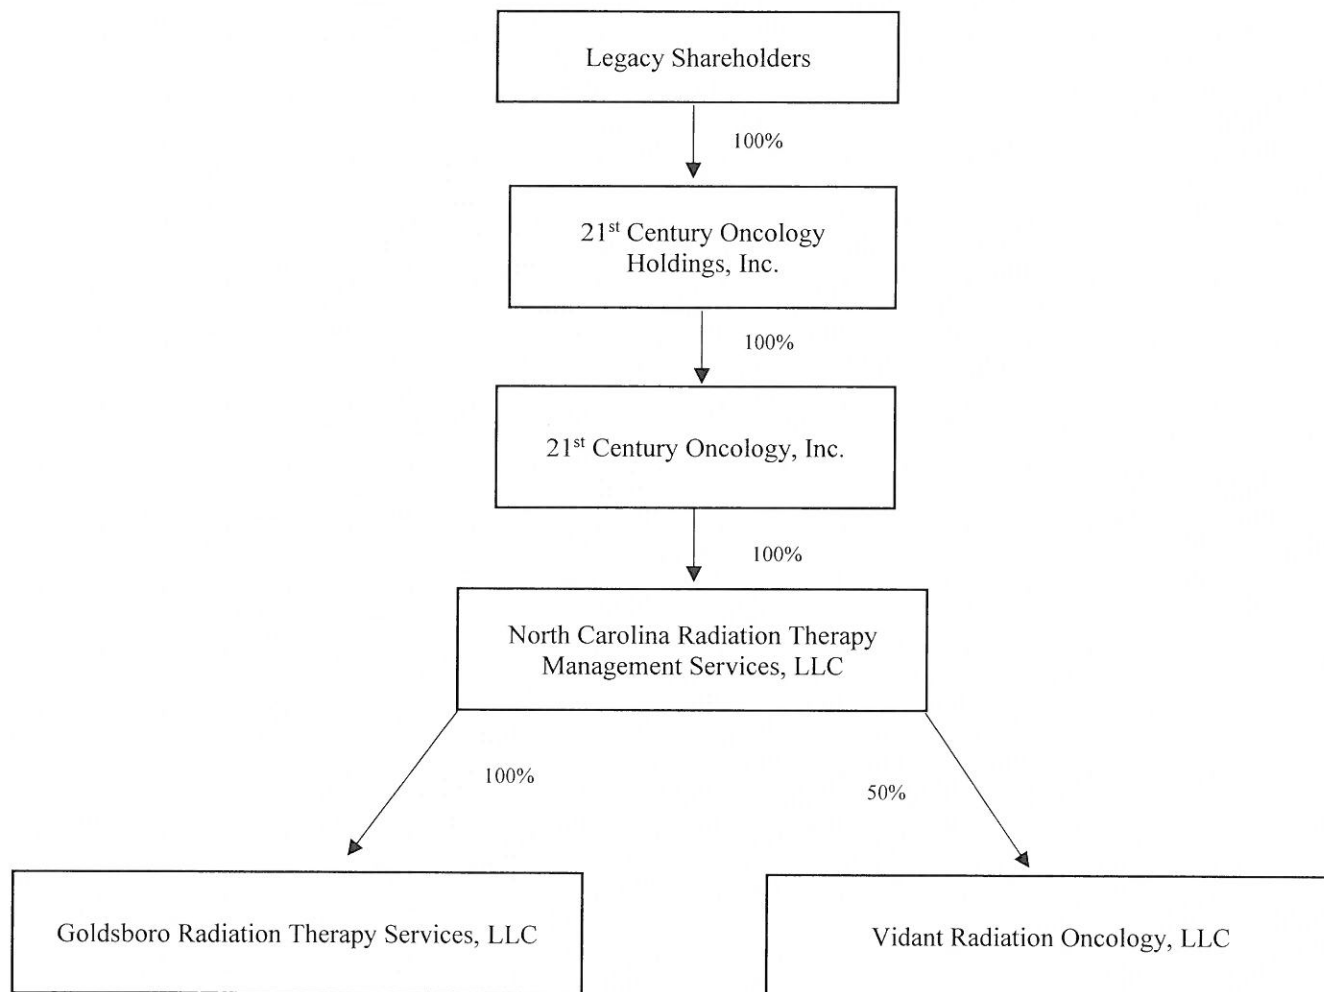 Legacy Shareholders
100%
21st Century Oncology
Holdings, Inc.
100%
21st Century Oncology, Inc.
100%
North Carolina Radiation Therapy
Management Services, LLC
100%
50%
Goldsboro Radiation Therapy Services, LLC
Vidant Radiation Oncology, LLC